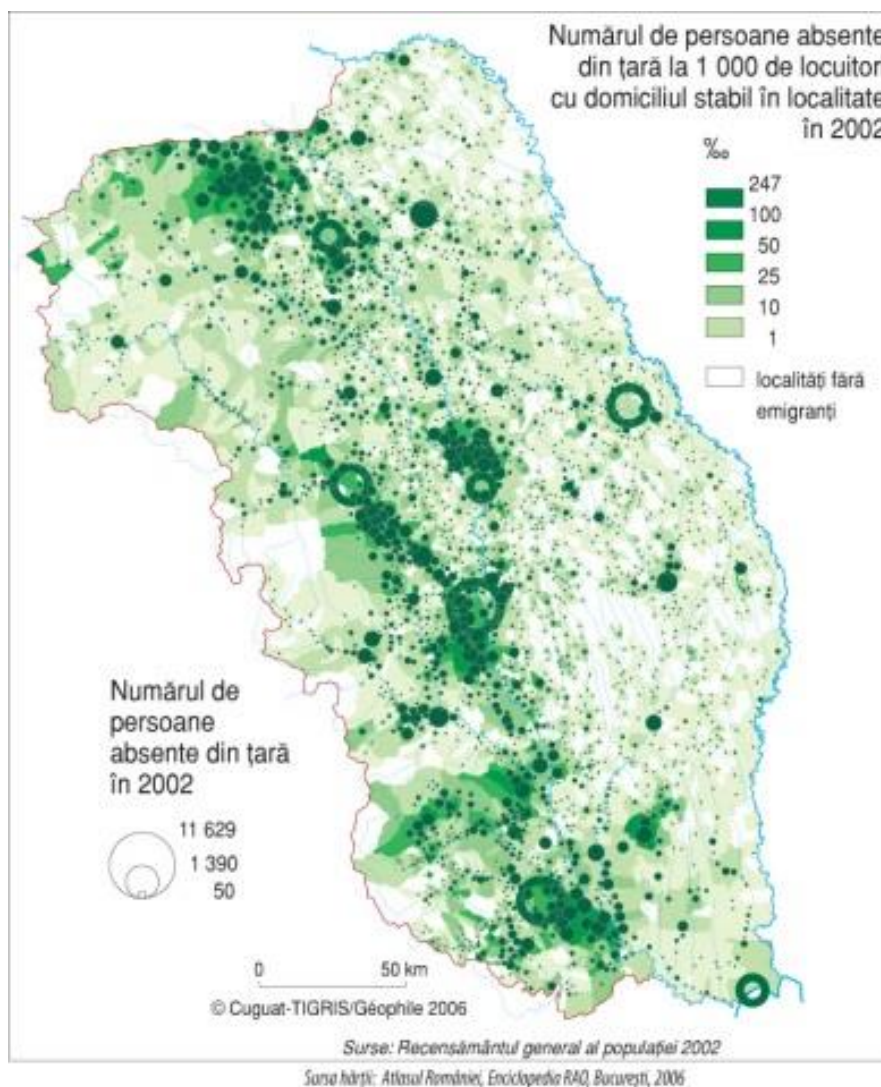 Numărul de persoane absente
din țară la 1 000 de locuitor
cu domiciliul stabil în localitate
în 2002
‰
247
100
50
25
10
1
localități fără
emigranți
Numărul de
persoane
absente din țară
în 2002
11 629
1 390
50
0 50 km
© Cuguat-TIGRIS/Géophile 2006
Surse: Recensământul general al populației 2002
Sursa hărții: Atlasul României, Enciclopedia RAO, București, 2006